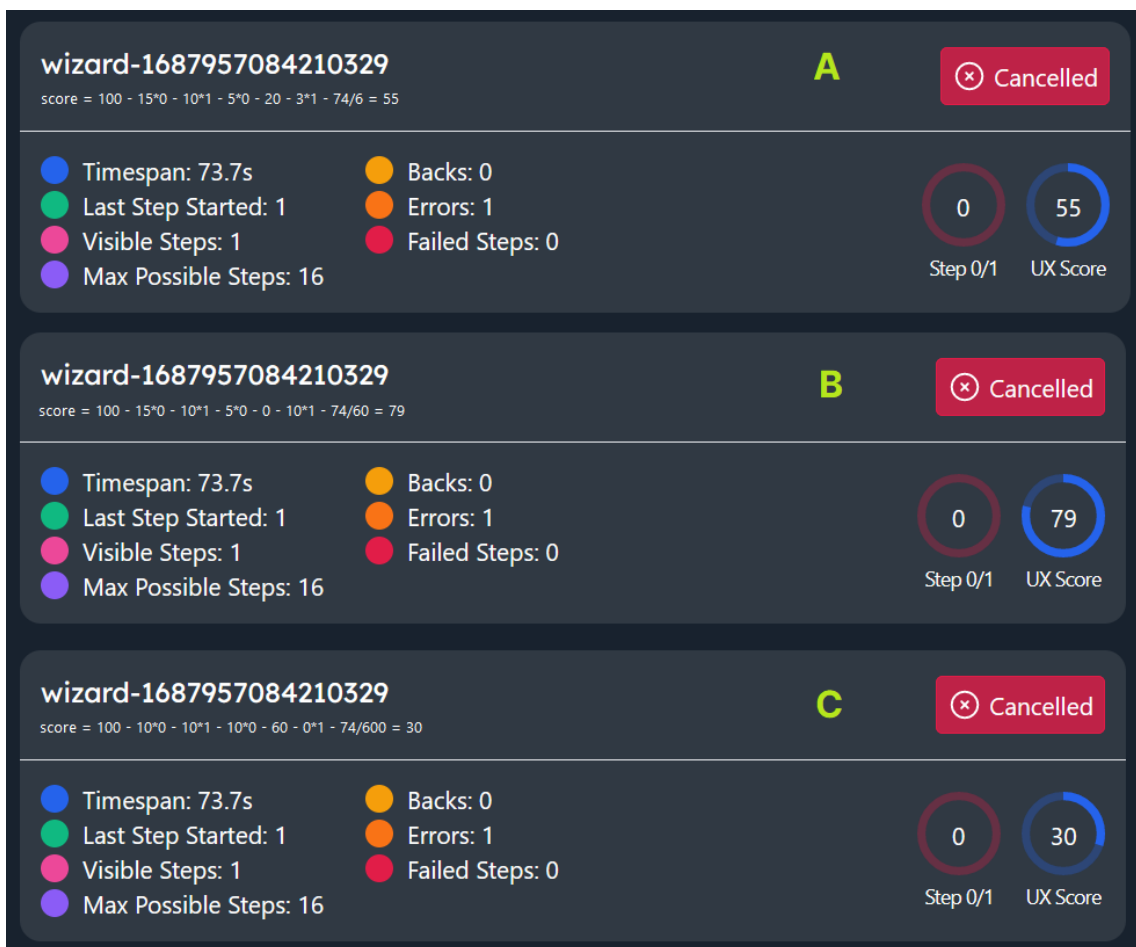 wizard-1687957084210329
A
Cancelled
score = 100 - 15*0 - 10*1 - 5*0 - 20 - 3*1 - 74/6 = 55
Timespan: 73.7s
Backs: 0
Last Step Started: 1
Errors: 1
Visible Steps: 1
Failed Steps: 0
Max Possible Steps: 16
0
55
Step 0/1
UX Score
wizard-1687957084210329
B
Cancelled
score = 100 - 15*0 - 10*1 - 5*0 - 0 - 10*1 - 74/60 = 79
Timespan: 73.7s
Backs: 0
Last Step Started: 1
Errors: 1
Visible Steps: 1
Failed Steps: 0
Max Possible Steps: 16
0
79
Step 0/1
UX Score
wizard-1687957084210329
C
Cancelled
score = 100 - 10*0 - 10*1 - 10*0 - 60 - 0*1 - 74/600 = 30
Timespan: 73.7s
Backs: 0
Last Step Started: 1
Errors: 1
Visible Steps: 1
Failed Steps: 0
Max Possible Steps: 16
0
30
Step 0/1
UX Score